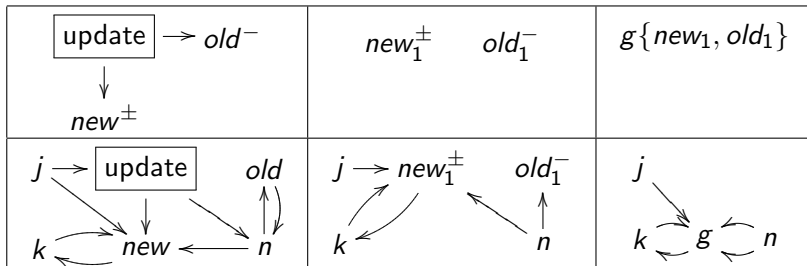 update old⁻ new₁^± old₁⁻ g{new₁, old₁}
new^±
j update old j new₁^± old₁⁻ j
k new n k n k g n